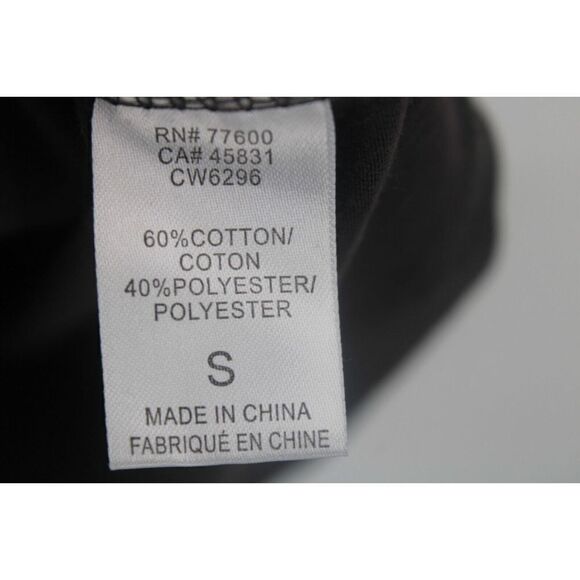 RN# 77600
CA# 45831
CW6296
60%COTTON/
COTON
40%POLYESTER/
POLYESTER
S
MADE IN CHINA
FABRIQUÉ EN CHINE